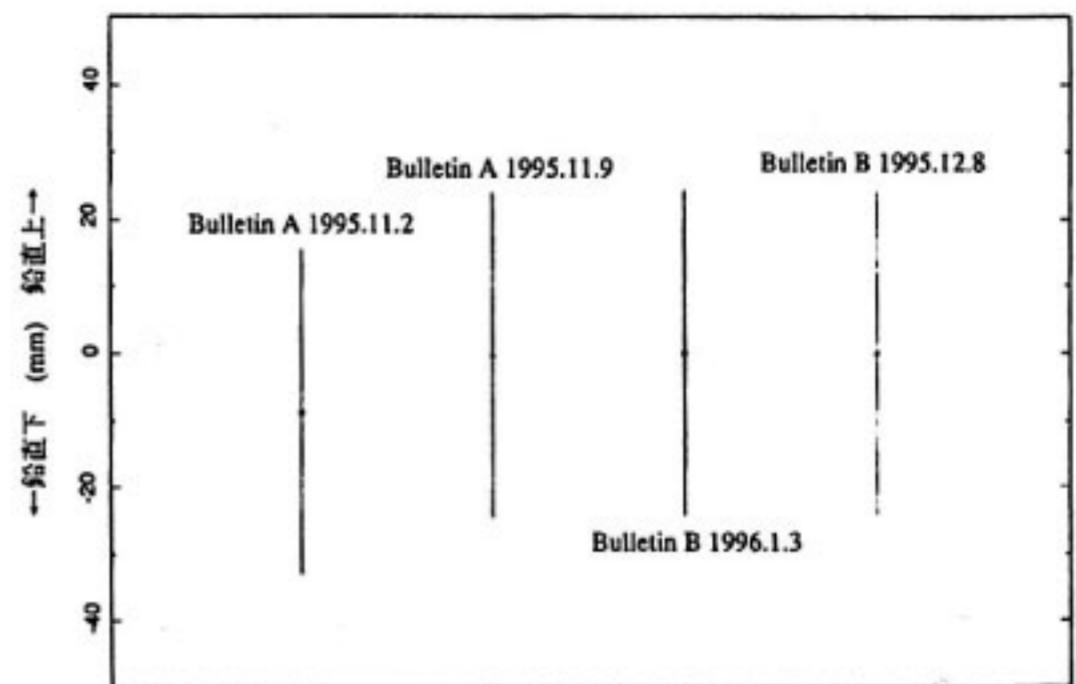 40
20
0
-20
-40
←鉛直下 (mm) 鉛直上→
Bulletin A 1995.11.2
Bulletin A 1995.11.9
Bulletin B 1996.1.3
Bulletin B 1995.12.8